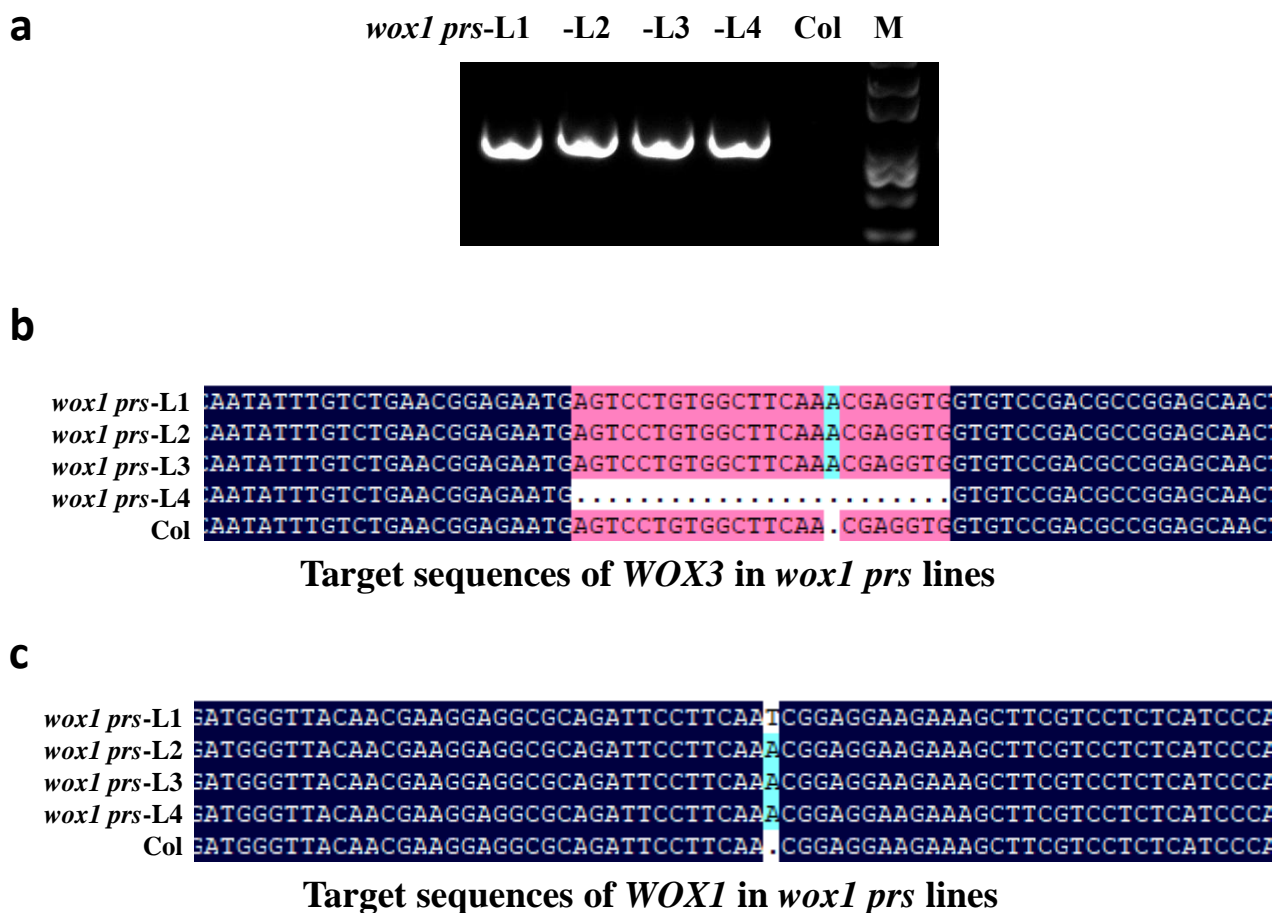 a
wox1 prs-L1 -L2 -L3 -L4 Col M
b
wox1 prs-L1 CAATATTTGTCTGAACGGAGAATGAGTCCTGTGGCTTCAAACGAGGTGGTGTCCGACGCCGGAGCAACT
wox1 prs-L2 CAATATTTGTCTGAACGGAGAATGAGTCCTGTGGCTTCAAACGAGGTGGTGTCCGACGCCGGAGCAACT
wox1 prs-L3 CAATATTTGTCTGAACGGAGAATGAGTCCTGTGGCTTCAAACGAGGTGGTGTCCGACGCCGGAGCAACT
wox1 prs-L4 CAATATTTGTCTGAACGGAGAATG........................GTGTCCGACGCCGGAGCAACT
Col CAATATTTGTCTGAACGGAGAATGAGTCCTGTGGCTTCAA.CGAGGTGGTGTCCGACGCCGGAGCAACT
Target sequences of WOX3 in wox1 prs lines
c
wox1 prs-L1 GATGGGTTACAACGAAGGAGGCGCAGATTCCTTCAATCGGAGGAAGAAAGCTTCGTCCTCTCATCCCA
wox1 prs-L2 GATGGGTTACAACGAAGGAGGCGCAGATTCCTTCAAACGGAGGAAGAAAGCTTCGTCCTCTCATCCCA
wox1 prs-L3 GATGGGTTACAACGAAGGAGGCGCAGATTCCTTCAAACGGAGGAAGAAAGCTTCGTCCTCTCATCCCA
wox1 prs-L4 GATGGGTTACAACGAAGGAGGCGCAGATTCCTTCAAACGGAGGAAGAAAGCTTCGTCCTCTCATCCCA
Col GATGGGTTACAACGAAGGAGGCGCAGATTCCTTCAA.CGGAGGAAGAAAGCTTCGTCCTCTCATCCCA
Target sequences of WOX1 in wox1 prs lines